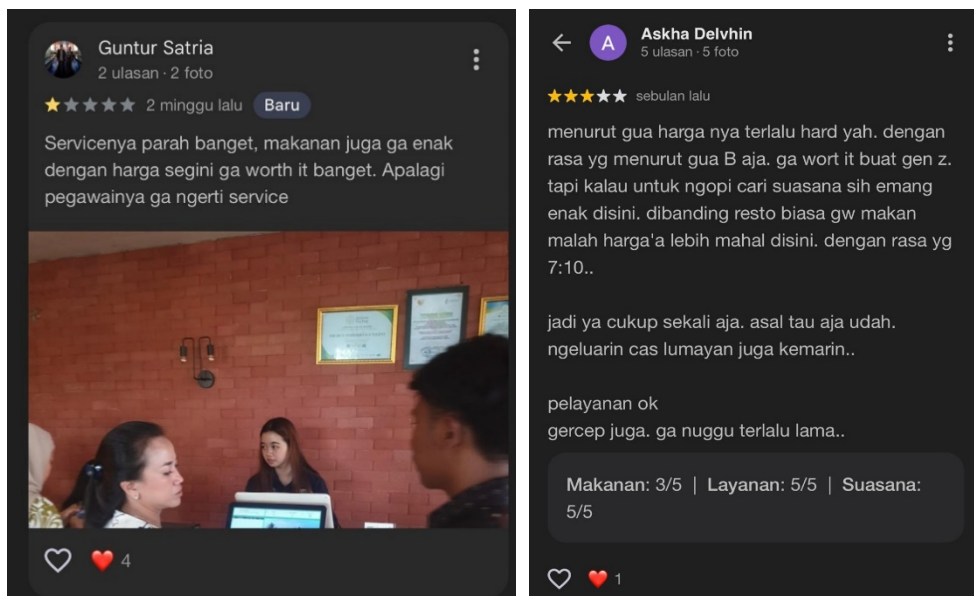 Guntur Satria
2 ulasan · 2 foto
2 minggu lalu Baru
Servicenya parah banget, makanan juga ga enak
dengan harga segini ga worth it banget. Apalagi
pegawainya ga ngerti service
4
A
Askha Delvhin
5 ulasan · 5 foto
sebulan lalu
menurut gua harga nya terlalu hard yah. dengan
rasa yg menurut gua B aja. ga wort it buat gen z.
tapi kalau untuk ngopi cari suasana sih emang
enak disini. dibanding resto biasa gw makan
malah harga'a lebih mahal disini. dengan rasa yg
7:10..
jadi ya cukup sekali aja. asal tau aja udah.
ngeluarin cas lumayan juga kemarin..
pelayanan ok
gercep juga. ga nuggu terlalu lama..
Makanan: 3/5 | Layanan: 5/5 | Suasana:
5/5
1